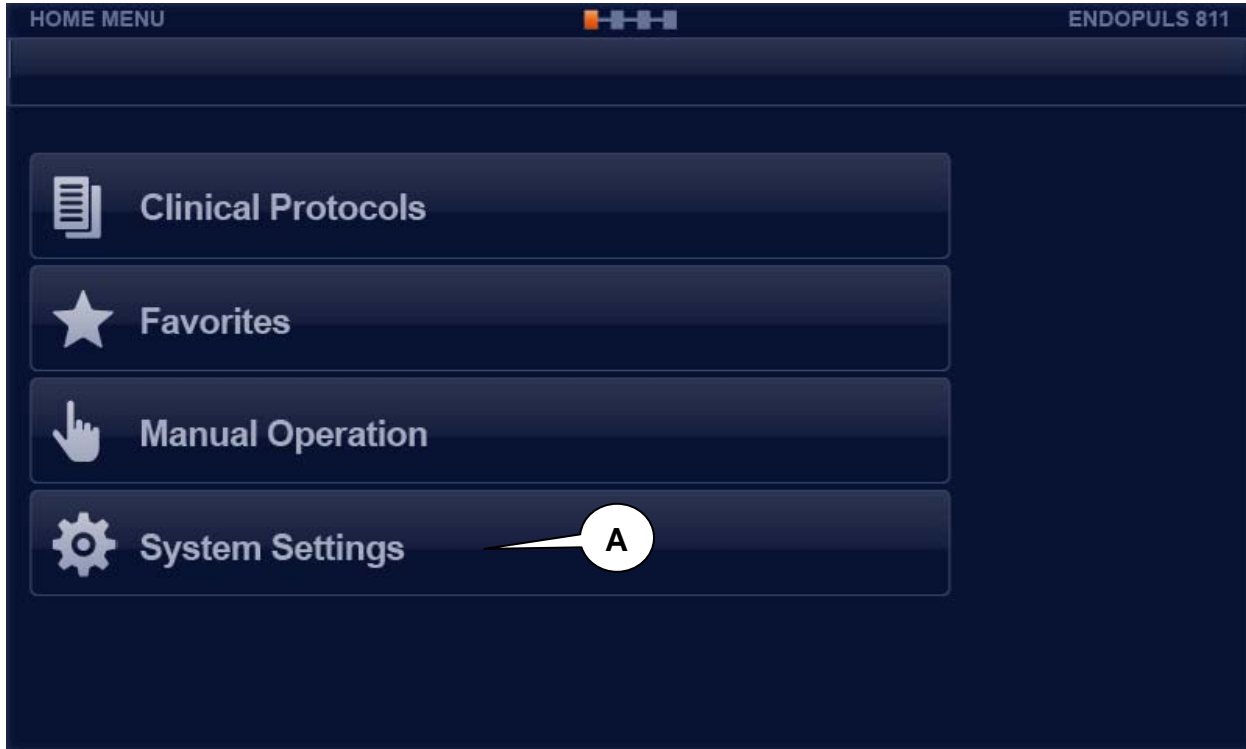 HOME MENU ENDOPULS 811
Clinical Protocols
Favorites
Manual Operation
System Settings A